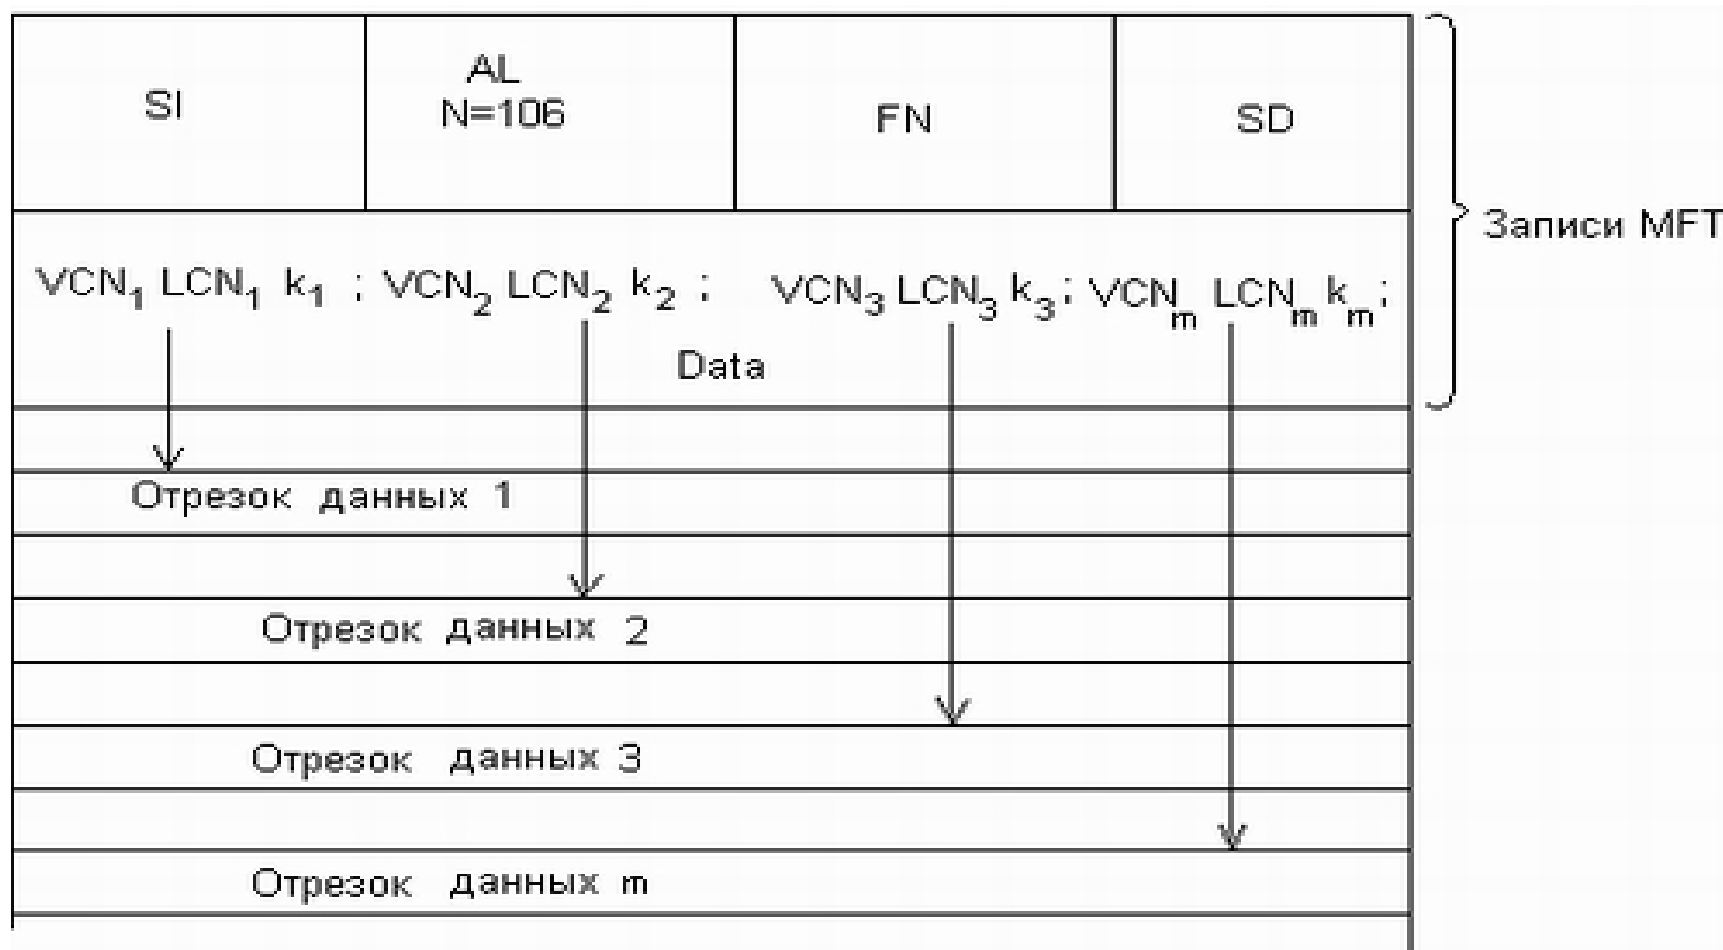 SI
AL
N=106
FN
SD
Записи MFT
VCN₁ LCN₁ k₁ ; VCN₂ LCN₂ k₂ ; VCN₃ LCN₃ k₃; VCNₘ LCNₘ kₘ;
Data
Отрезок данных 1
Отрезок данных 2
Отрезок данных 3
Отрезок данных m